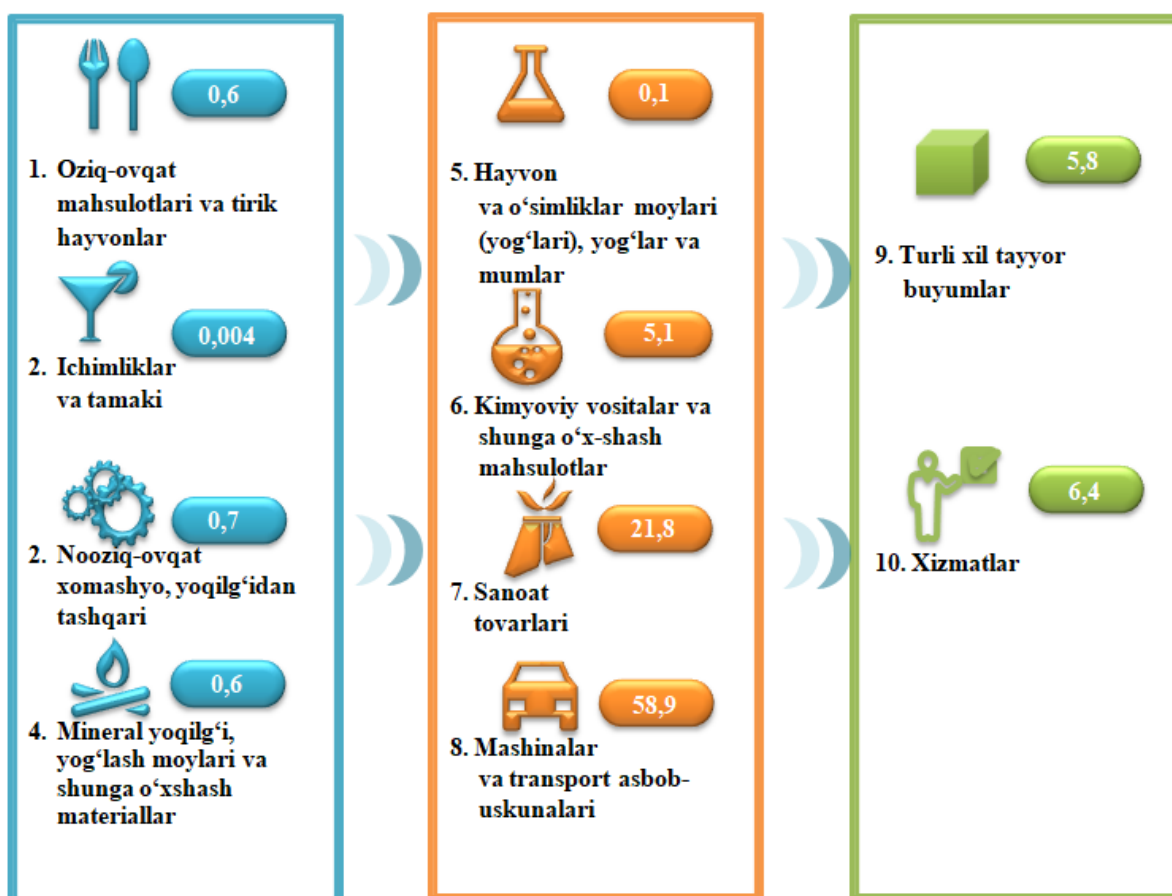 0,6
1. Oziq-ovqat
mahsulotlari va tirik
hayvonlar
0,004
2. Ichimliklar
va tamaki
0,7
2. Nooziq-ovqat
xomashyo, yoqilg‘idan
tashqari
0,6
4. Mineral yoqilg‘i,
yog‘lash moylari va
shunga o‘xshash
materiallar
0,1
5. Hayvon
va o‘simliklar moylari
(yog‘lari), yog‘lar va
mumlar
5,1
6. Kimyoviy vositalar va
shunga o‘x-shash
mahsulotlar
21,8
7. Sanoat
tovarlari
58,9
8. Mashinalar
va transport asbob-
uskunalari
5,8
9. Turli xil tayyor
buyumlar
6,4
10. Xizmatlar